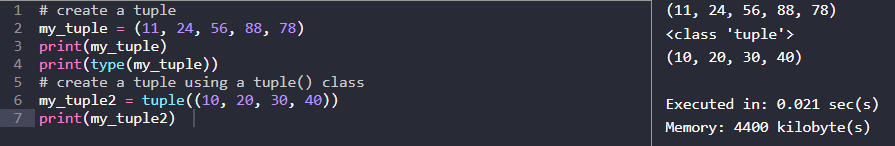 1 # create a tuple
2 my_tuple = (11, 24, 56, 88, 78)
3 print(my_tuple)
4 print(type(my_tuple))
5 # create a tuple using a tuple() class
6 my_tuple2 = tuple((10, 20, 30, 40))
7 print(my_tuple2)
(11, 24, 56, 88, 78)
<class 'tuple'>
(10, 20, 30, 40)
Executed in: 0.021 sec(s)
Memory: 4400 kilobyte(s)